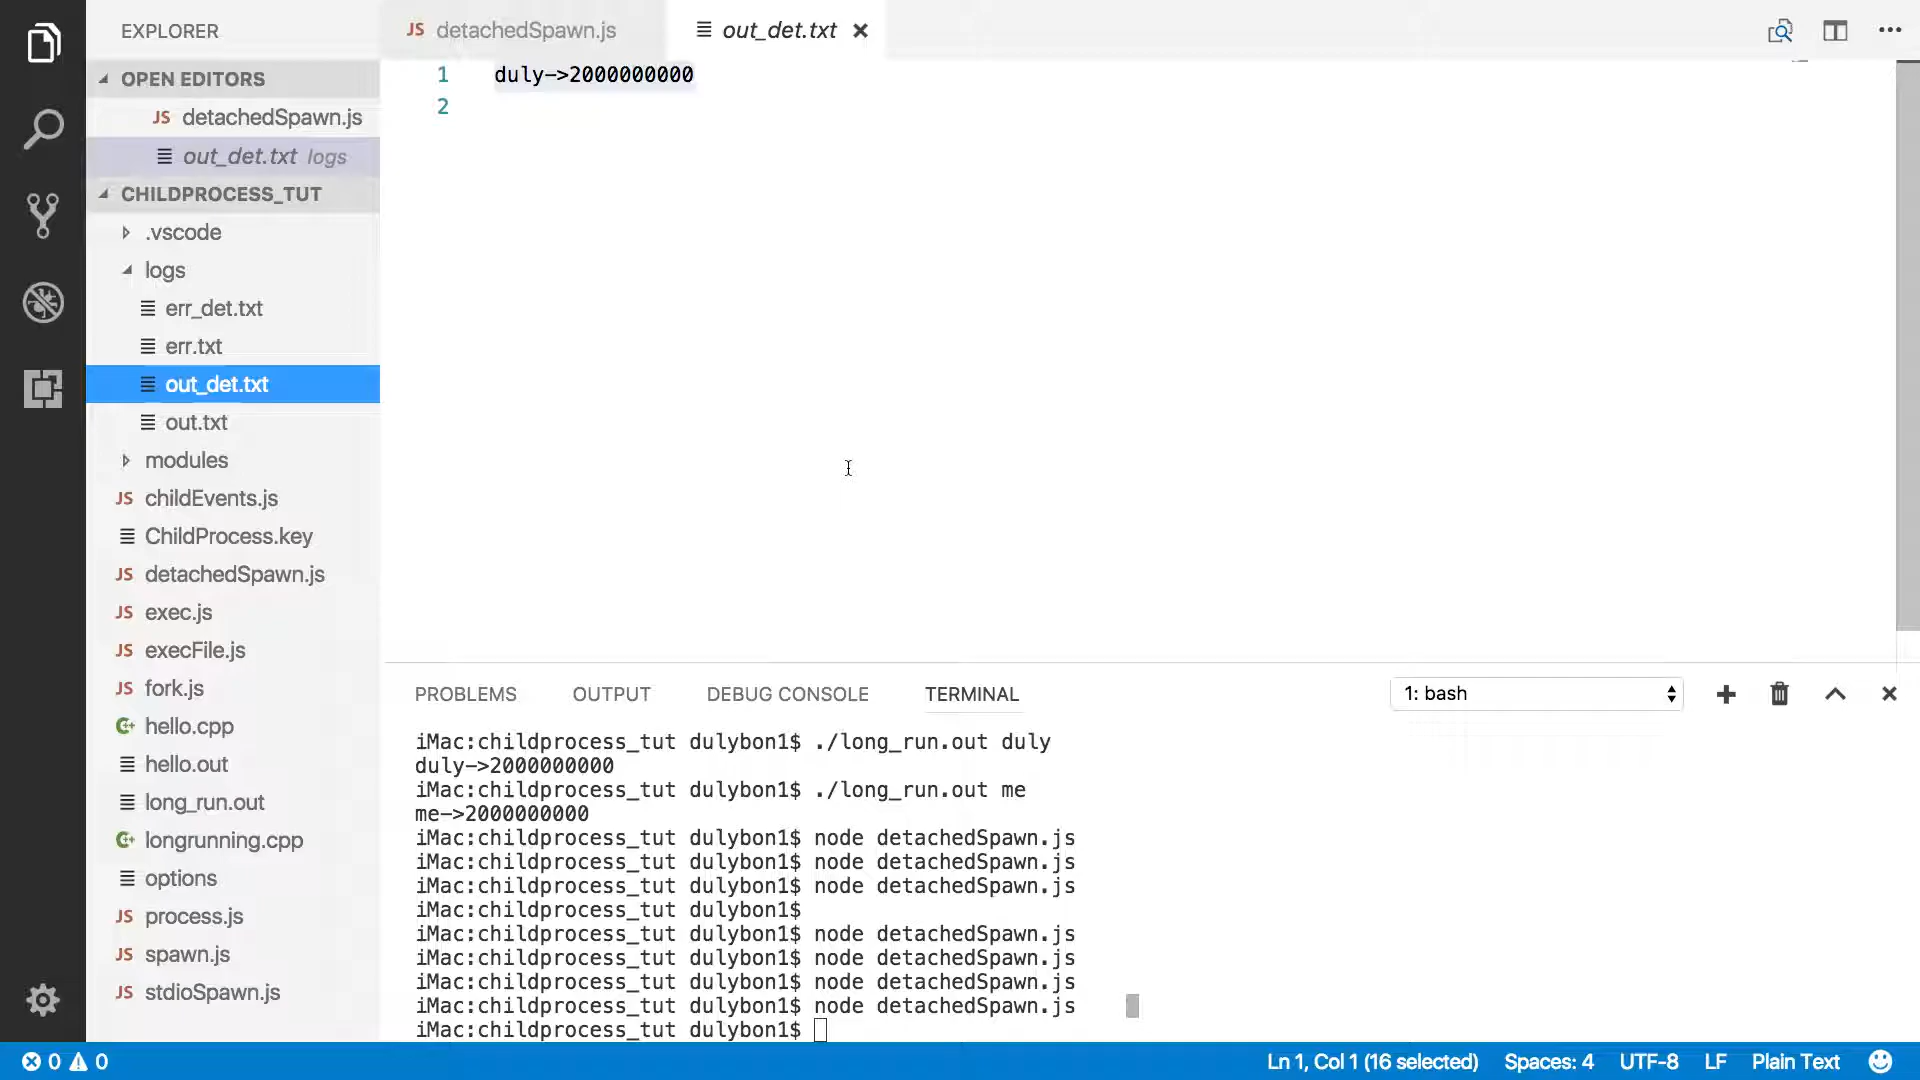 EXPLORER
OPEN EDITORS
JS detachedSpawn.js
out_det.txt logs
CHILDPROCESS_TUT
.vscode
logs
err_det.txt
err.txt
out_det.txt
out.txt
modules
JS childEvents.js
ChildProcess.key
JS detachedSpawn.js
JS exec.js
JS execFile.js
JS fork.js
hello.cpp
hello.out
long_run.out
longrunning.cpp
options
JS process.js
JS spawn.js
JS stdioSpawn.js
JS detachedSpawn.js
out_det.txt
1 duly->2000000000
2
PROBLEMS OUTPUT DEBUG CONSOLE TERMINAL 1: bash
iMac:childprocess_tut dulybon1$ ./long_run.out duly
duly->2000000000
iMac:childprocess_tut dulybon1$ ./long_run.out me
me->2000000000
iMac:childprocess_tut dulybon1$ node detachedSpawn.js
iMac:childprocess_tut dulybon1$ node detachedSpawn.js
iMac:childprocess_tut dulybon1$ node detachedSpawn.js
iMac:childprocess_tut dulybon1$
iMac:childprocess_tut dulybon1$ node detachedSpawn.js
iMac:childprocess_tut dulybon1$ node detachedSpawn.js
iMac:childprocess_tut dulybon1$ node detachedSpawn.js
iMac:childprocess_tut dulybon1$ node detachedSpawn.js
iMac:childprocess_tut dulybon1$
0 0 Ln 1, Col 1 (16 selected) Spaces: 4 UTF-8 LF Plain Text